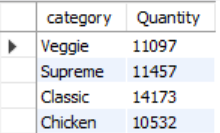 category Quantity
Veggie 11097
Supreme 11457
Classic 14173
Chicken 10532